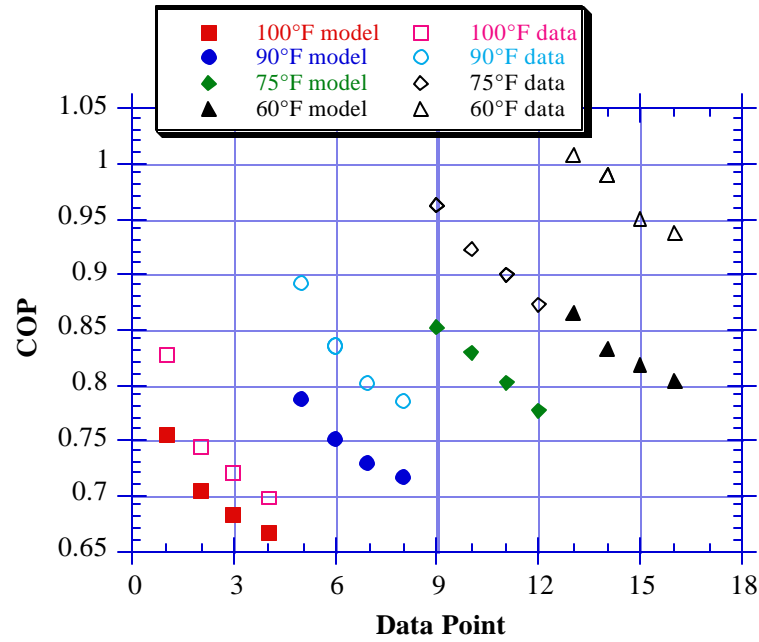 100°F model 100°F data
90°F model 90°F data
75°F model 75°F data
60°F model 60°F data
1.05
1
0.95
0.9
0.85
0.8
0.75
0.7
0.65
COP
0 3 6 9 12 15 18
Data Point